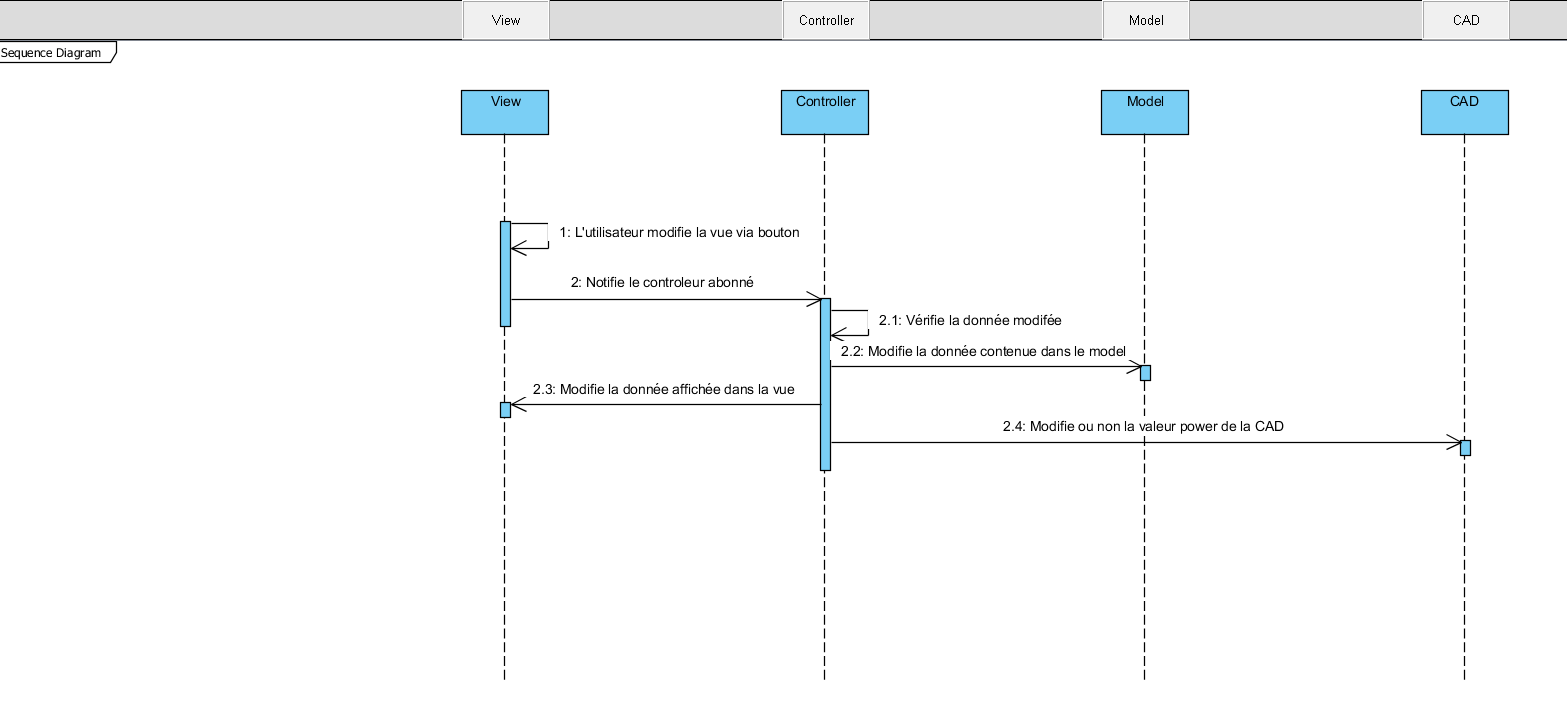 View
Controller
Model
CAD
Sequence Diagram
View
Controller
Model
CAD
1: L'utilisateur modifie la vue via bouton
2: Notifie le controleur abonné
2.1: Vérifie la donnée modifée
2.2: Modifie la donnée contenue dans le model
2.3: Modifie la donnée affichée dans la vue
2.4: Modifie ou non la valeur power de la CAD